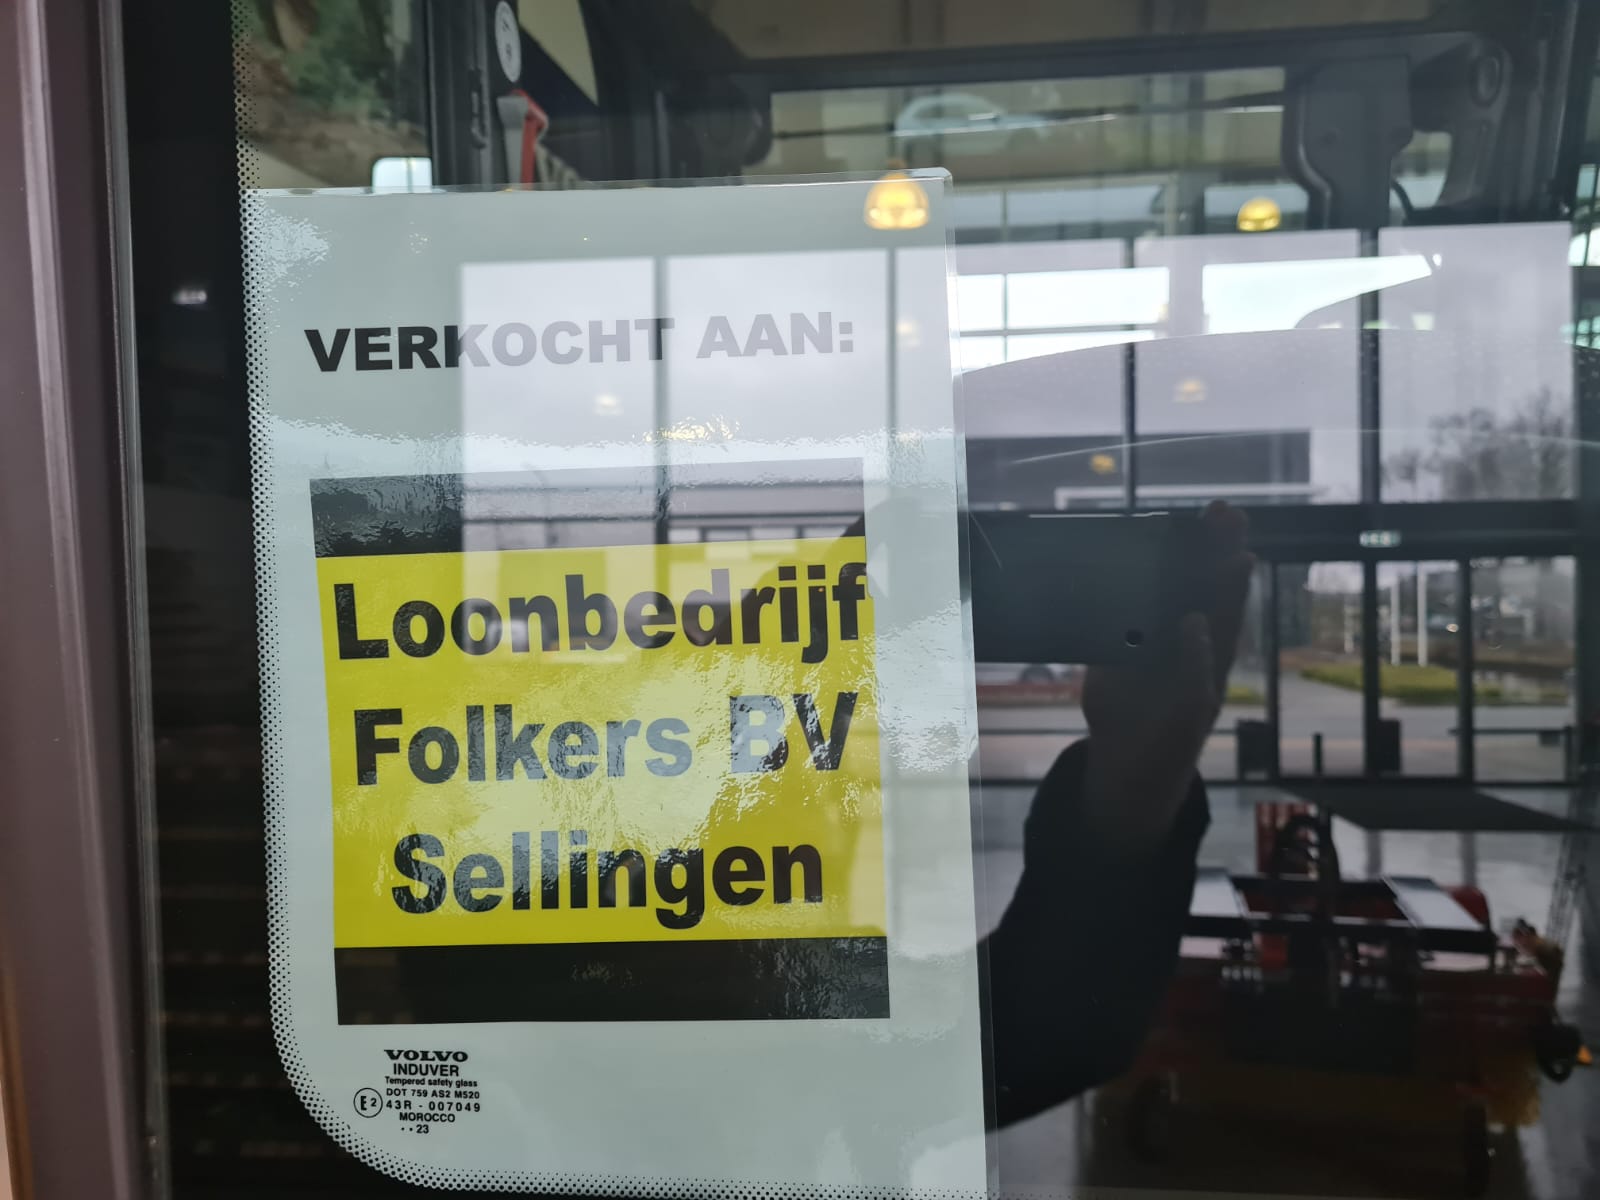 VERKOCHT AAN:
Loonbedrijf
Folkers BV
Sellingen
VOLVO
INDUVER
Tempered safety glass
DOT 759 AS2 M520
E2 43R - 007049
MOROCCO
• • 23